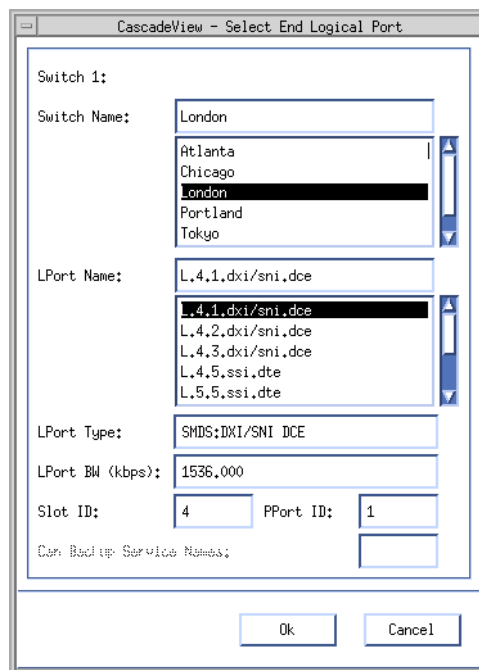 CascadeView - Select End Logical Port
Switch 1:
Switch Name: London
Atlanta
Chicago
London
Portland
Tokyo
LPort Name: L.4.1.dxi/sni.dce
L.4.1.dxi/sni.dce
L.4.2.dxi/sni.dce
L.4.3.dxi/sni.dce
L.4.5.ssi.dte
L.5.5.ssi.dte
LPort Type: SMDS:DXI/SNI DCE
LPort BW (kbps): 1536.000
Slot ID: 4 PPort ID: 1
Can Backup Service Names:
Ok Cancel